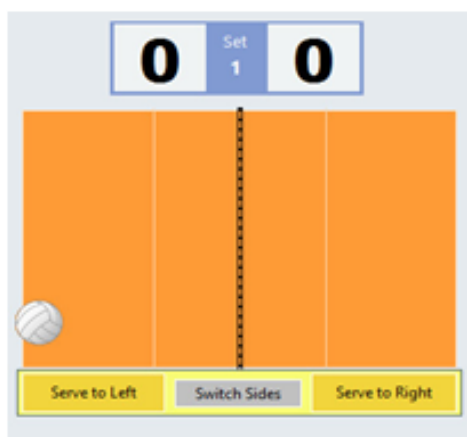 0
Set
1
0
Serve to Left
Switch Sides
Serve to Right